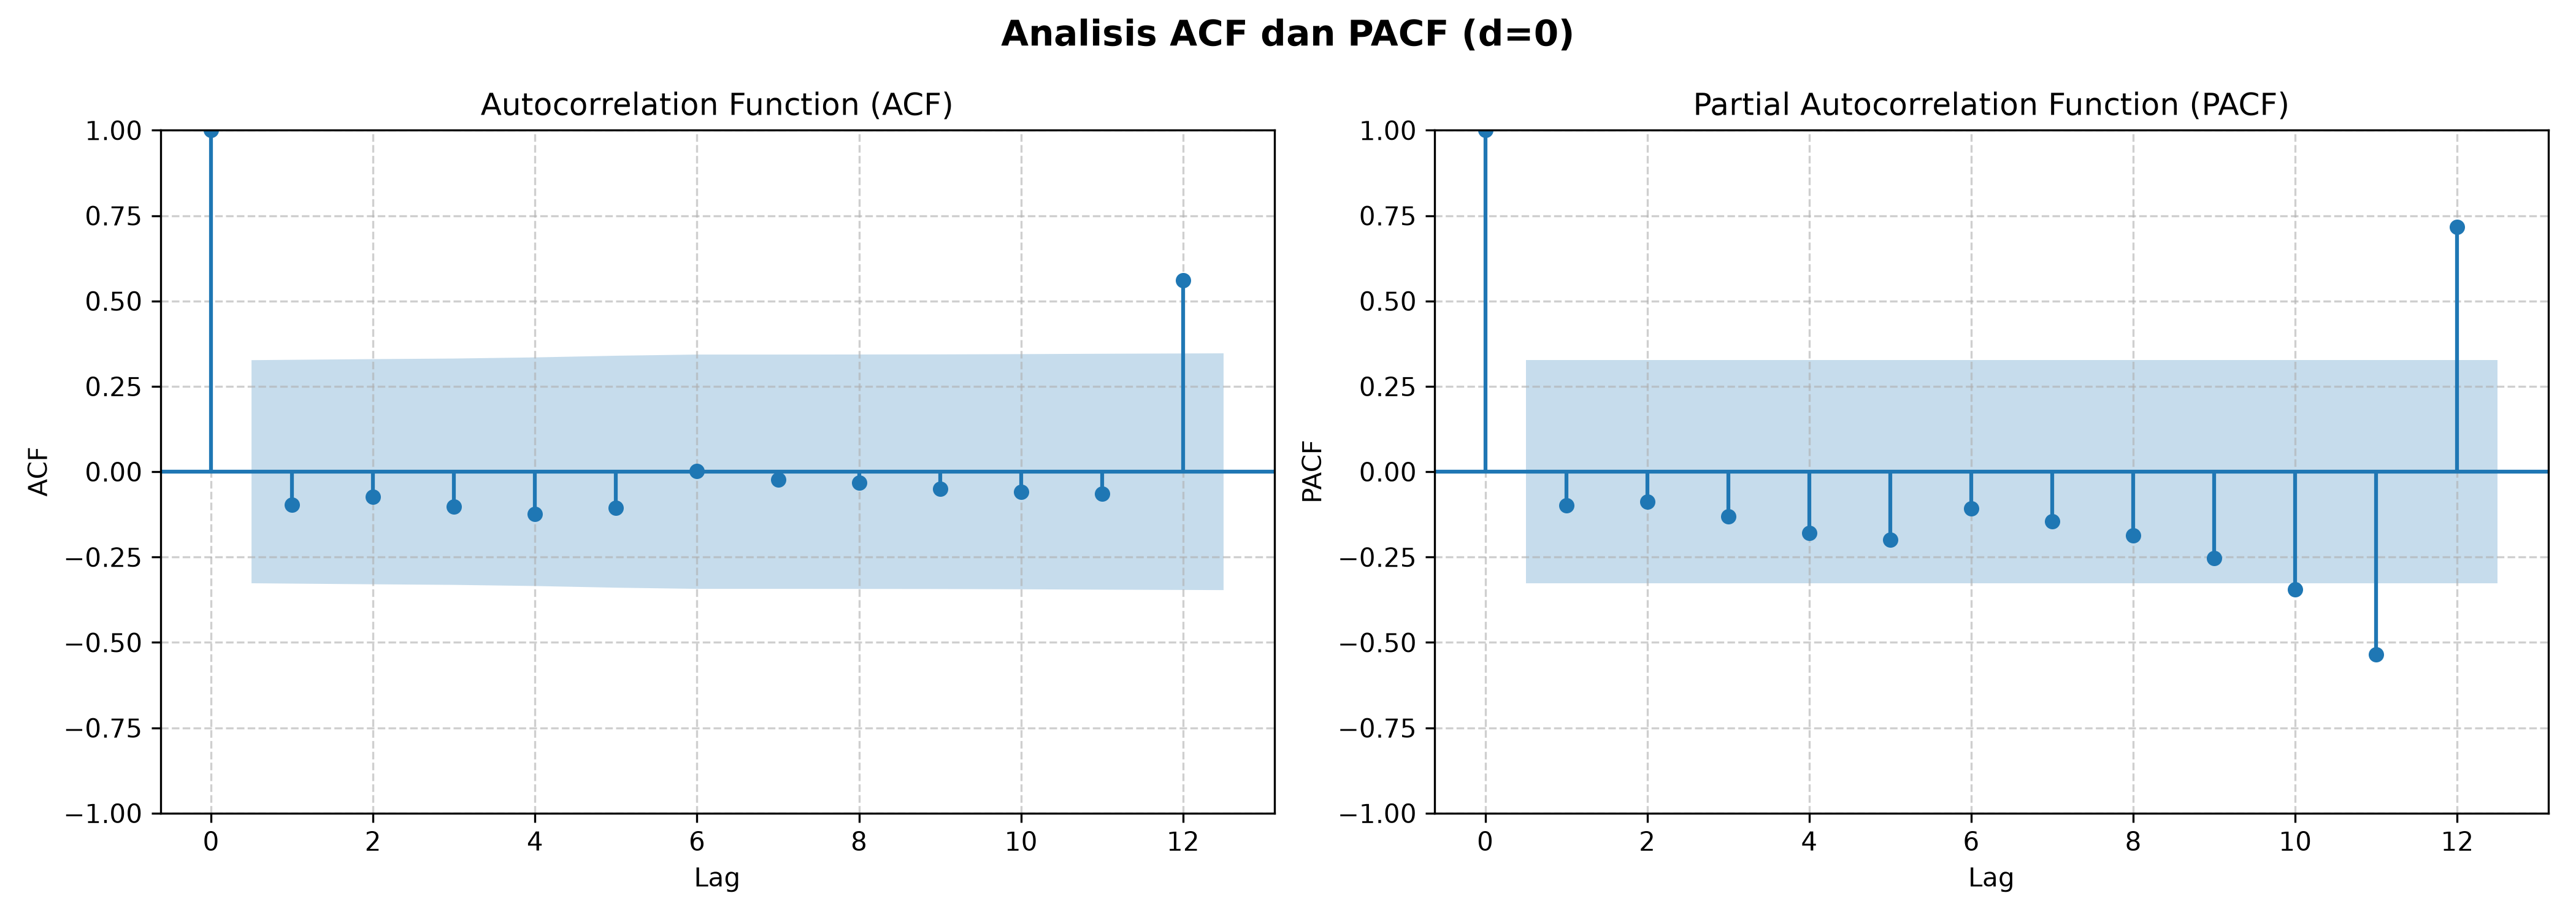 Analisis ACF dan PACF (d=0)
Autocorrelation Function (ACF)
1.00
0.75
0.50
0.25
0.00
−0.25
−0.50
−0.75
−1.00
ACF
0 2 4 6 8 10 12
Lag
Partial Autocorrelation Function (PACF)
1.00
0.75
0.50
0.25
0.00
−0.25
−0.50
−0.75
−1.00
PACF
0 2 4 6 8 10 12
Lag